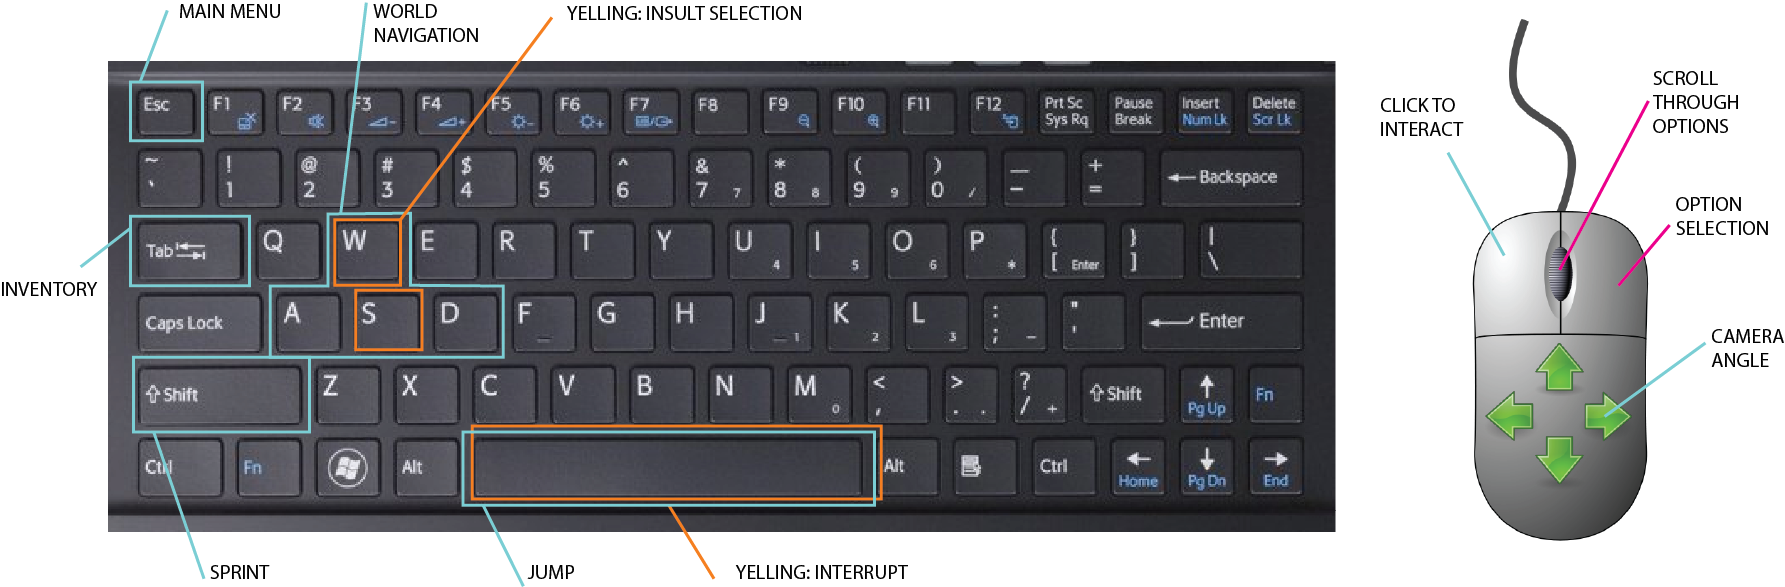 MAIN MENU
WORLD
NAVIGATION
YELLING: INSULT SELECTION
Esc F1 F2 F3 F4 F5 F6 F7 F8 F9 F10 F11 F12 Prt Sc Sys Rq Pause Break Insert Num Lk Delete Scr Lk
~ ` ! 1 @ 2 # 3 $ 4 % 5 ^ 6 & 7 7 * 8 8 ( 9 9 ) 0 / _ - + = ← Backspace
Tab Q W E R T Y U 4 I 5 O 6 P * { [ Enter } ] | \
Caps Lock A S D F G H J 1 K 2 L 3 : ; - " ' Enter
⇧ Shift Z X C V B N M 0 < , > . . ? / + ⇧ Shift ↑ Pg Up Fn
Ctrl Fn Alt Alt Ctrl ← Home ↓ Pg Dn → End
INVENTORY
SPRINT
JUMP
YELLING: INTERRUPT
CLICK TO
INTERACT
SCROLL
THROUGH
OPTIONS
OPTION
SELECTION
CAMERA
ANGLE